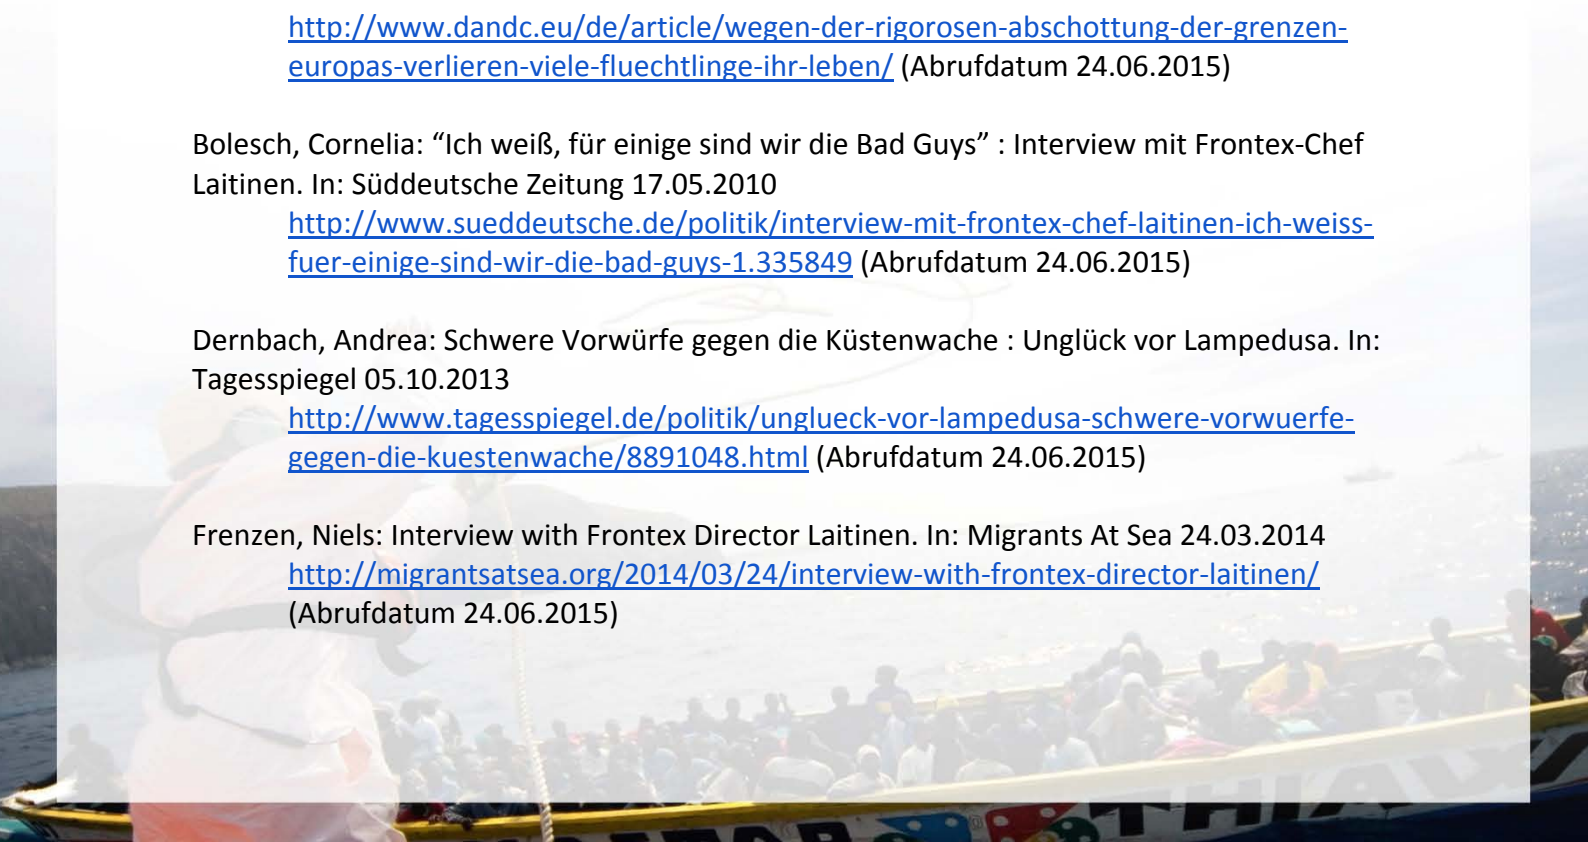 http://www.dandc.eu/de/article/wegen-der-rigorosen-abschottung-der-grenzen-
europas-verlieren-viele-fluechtlinge-ihr-leben/ (Abrufdatum 24.06.2015)
Bolesch, Cornelia: “Ich weiß, für einige sind wir die Bad Guys” : Interview mit Frontex-Chef
Laitinen. In: Süddeutsche Zeitung 17.05.2010
http://www.sueddeutsche.de/politik/interview-mit-frontex-chef-laitinen-ich-weiss-
fuer-einige-sind-wir-die-bad-guys-1.335849 (Abrufdatum 24.06.2015)
Dernbach, Andrea: Schwere Vorwürfe gegen die Küstenwache : Unglück vor Lampedusa. In:
Tagesspiegel 05.10.2013
http://www.tagesspiegel.de/politik/unglueck-vor-lampedusa-schwere-vorwuerfe-
gegen-die-kuestenwache/8891048.html (Abrufdatum 24.06.2015)
Frenzen, Niels: Interview with Frontex Director Laitinen. In: Migrants At Sea 24.03.2014
http://migrantsatsea.org/2014/03/24/interview-with-frontex-director-laitinen/
(Abrufdatum 24.06.2015)